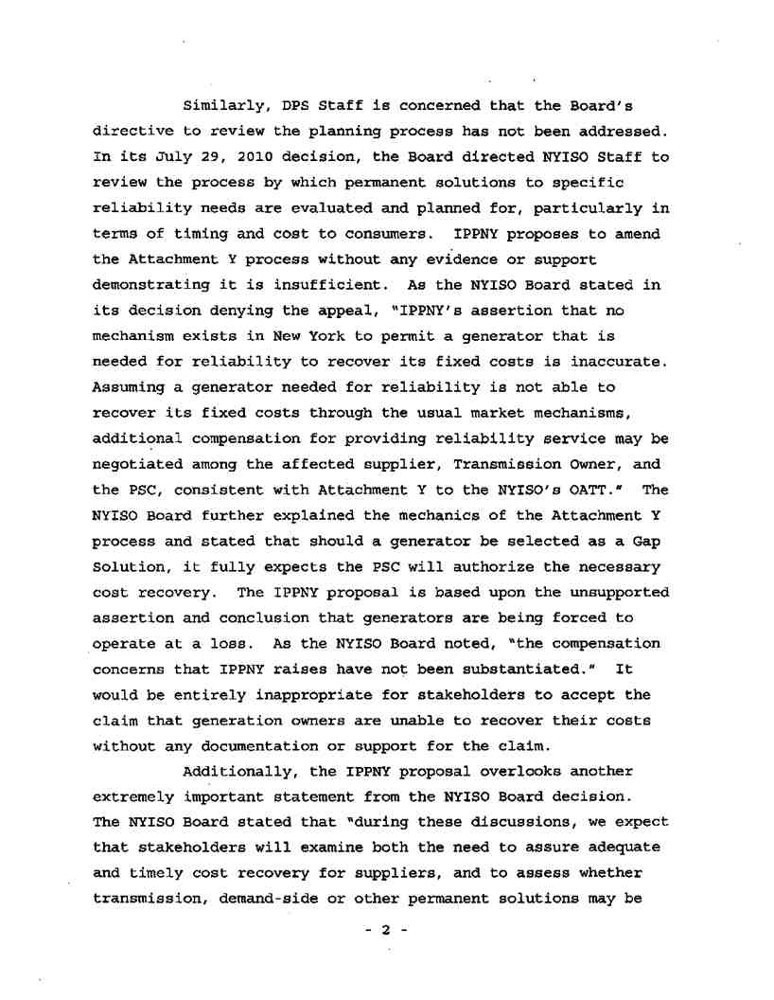 Similarly, DPS Staff is concerned that the Board's
directive to review the planning process has not been addressed.
In its July 29, 2010 decision, the Board directed NYISO Staff to
review the process by which permanent solutions to specific
reliability needs are evaluated and planned for, particularly in
terms of timing and cost to consumers.  IPPNY proposes to amend
the Attachment Y process without any evidence or support
demonstrating it is insufficient.  As the NYISO Board stated in
its decision denying the appeal, "IPPNY's assertion that no
mechanism exists in New York to permit a generator that is
needed for reliability to recover its fixed costs is inaccurate.
Assuming a generator needed for reliability is not able to
recover its fixed costs through the usual market mechanisms,
additional compensation for providing reliability service may be
negotiated among the affected supplier, Transmission Owner, and
the PSC, consistent with Attachment Y to the NYISO's OATT."  The
NYISO Board further explained the mechanics of the Attachment Y
process and stated that should a generator be selected as a Gap
Solution, it fully expects the PSC will authorize the necessary
cost recovery.  The IPPNY proposal is based upon the unsupported
assertion and conclusion that generators are being forced to
operate at a loss.  As the NYISO Board noted, "the compensation
concerns that IPPNY raises have not been substantiated."  It
would be entirely inappropriate for stakeholders to accept the
claim that generation owners are unable to recover their costs
without any documentation or support for the claim.
Additionally, the IPPNY proposal overlooks another
extremely important statement from the NYISO Board decision.
The NYISO Board stated that "during these discussions, we expect
that stakeholders will examine both the need to assure adequate
and timely cost recovery for suppliers, and to assess whether
transmission, demand-side or other permanent solutions may be
- 2 -